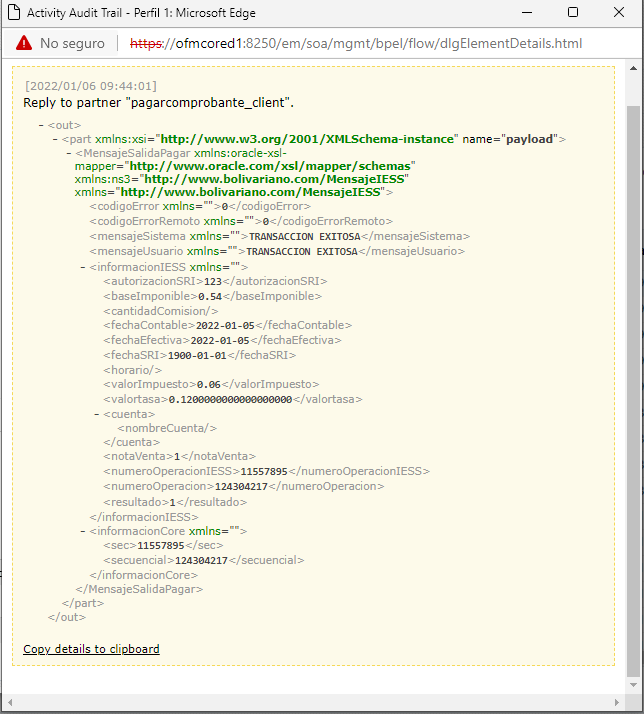 Activity Audit Trail - Perfil 1: Microsoft Edge
No seguro | https://ofmcored1:8250/em/soa/mgmt/bpel/flow/dlgElementDetails.html
[2022/01/06 09:44:01]
Reply to partner "pagarcomprobante_client".
- <out>
- <part xmlns:xsi="http://www.w3.org/2001/XMLSchema-instance" name="payload">
- <MensajeSalidaPagar xmlns:oracle-xsl-
mapper="http://www.oracle.com/xsl/mapper/schemas"
xmlns:ns3="http://www.bolivariano.com/MensajeIESS"
xmlns="http://www.bolivariano.com/MensajeIESS">
<codigoError xmlns="">0</codigoError>
<codigoErrorRemoto xmlns="">0</codigoErrorRemoto>
<mensajeSistema xmlns="">TRANSACCION EXITOSA</mensajeSistema>
<mensajeUsuario xmlns="">TRANSACCION EXITOSA</mensajeUsuario>
- <informacionIESS xmlns="">
<autorizacionSRI>123</autorizacionSRI>
<baseImponible>0.54</baseImponible>
<cantidadComision/>
<fechaContable>2022-01-05</fechaContable>
<fechaEfectiva>2022-01-05</fechaEfectiva>
<fechaSRI>1900-01-01</fechaSRI>
<horario/>
<valorImpuesto>0.06</valorImpuesto>
<valortasa>0.1200000000000000000</valortasa>
- <cuenta>
<nombreCuenta/>
</cuenta>
<notaVenta>1</notaVenta>
<numeroOperacionIESS>11557895</numeroOperacionIESS>
<numeroOperacion>124304217</numeroOperacion>
<resultado>1</resultado>
</informacionIESS>
- <informacionCore xmlns="">
<sec>11557895</sec>
<secuencial>124304217</secuencial>
</informacionCore>
</MensajeSalidaPagar>
</part>
</out>
Copy details to clipboard